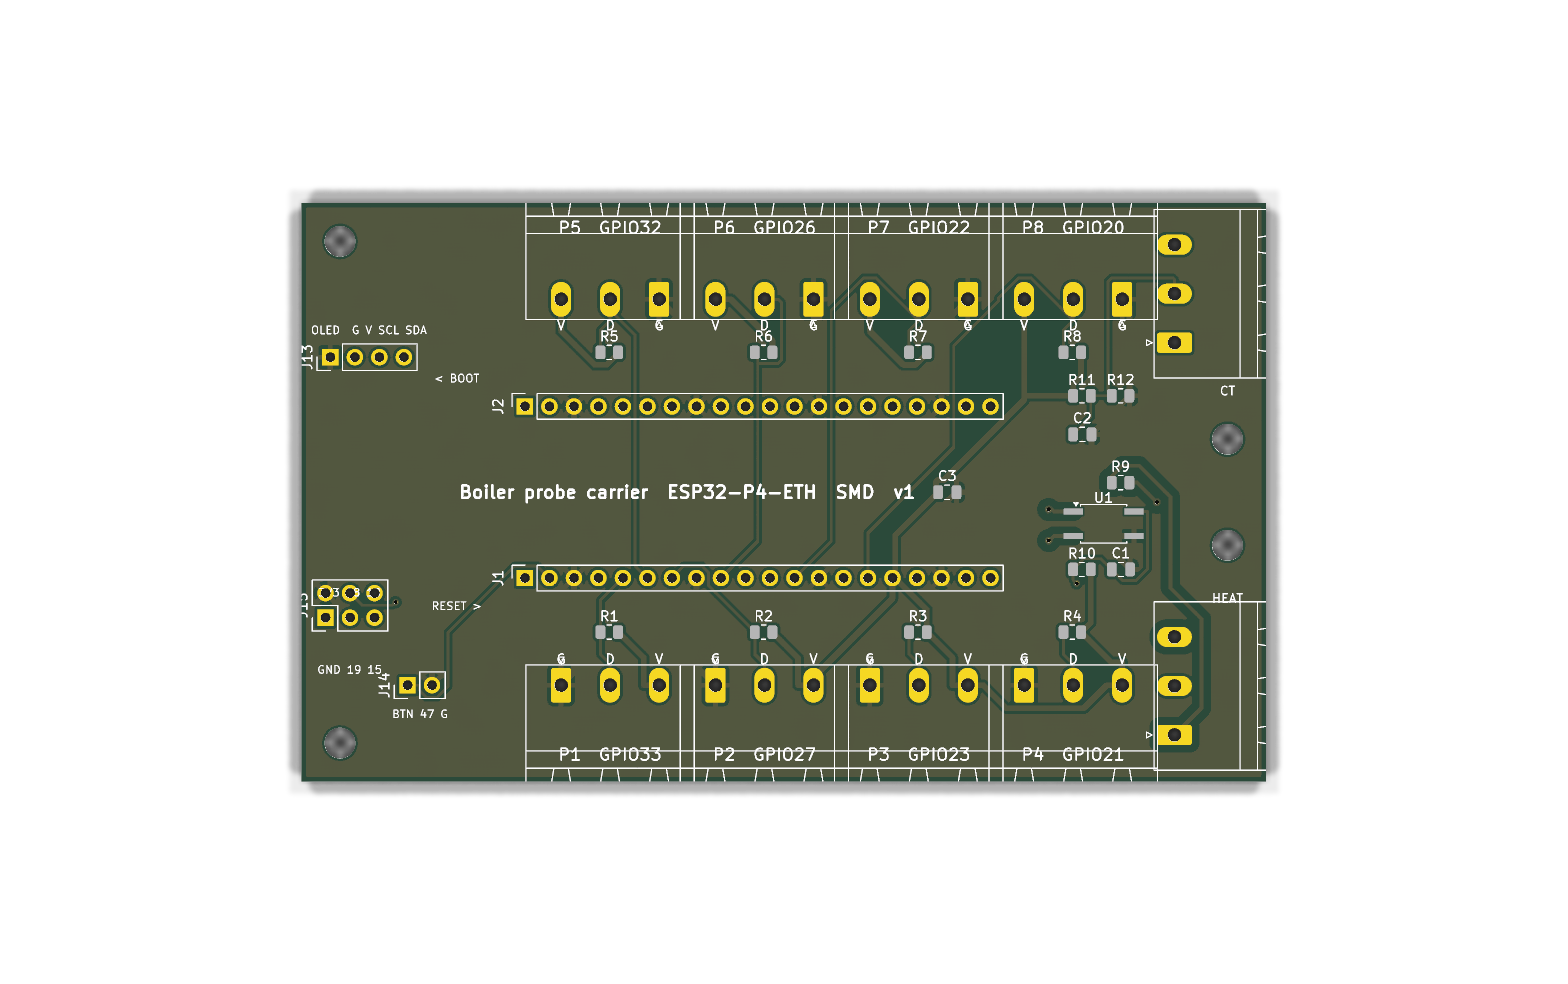 P5 GPIO32
P6 GPIO26
P7 GPIO22
P8 GPIO20
V D G
V D G
V D G
V D G
OLED G V SCL SDA
R5
R6
R7
R8
J13
< BOOT
R11 R12
CT
J2
C2
R9
C3
Boiler probe carrier ESP32-P4-ETH SMD v1
U1
R10 C1
J1
J15
HEAT
RESET >
R1
R2
R3
R4
G D V
G D V
G D V
G D V
GND 19 15
J14
BTN 47 G
P1 GPIO33
P2 GPIO27
P3 GPIO23
P4 GPIO21